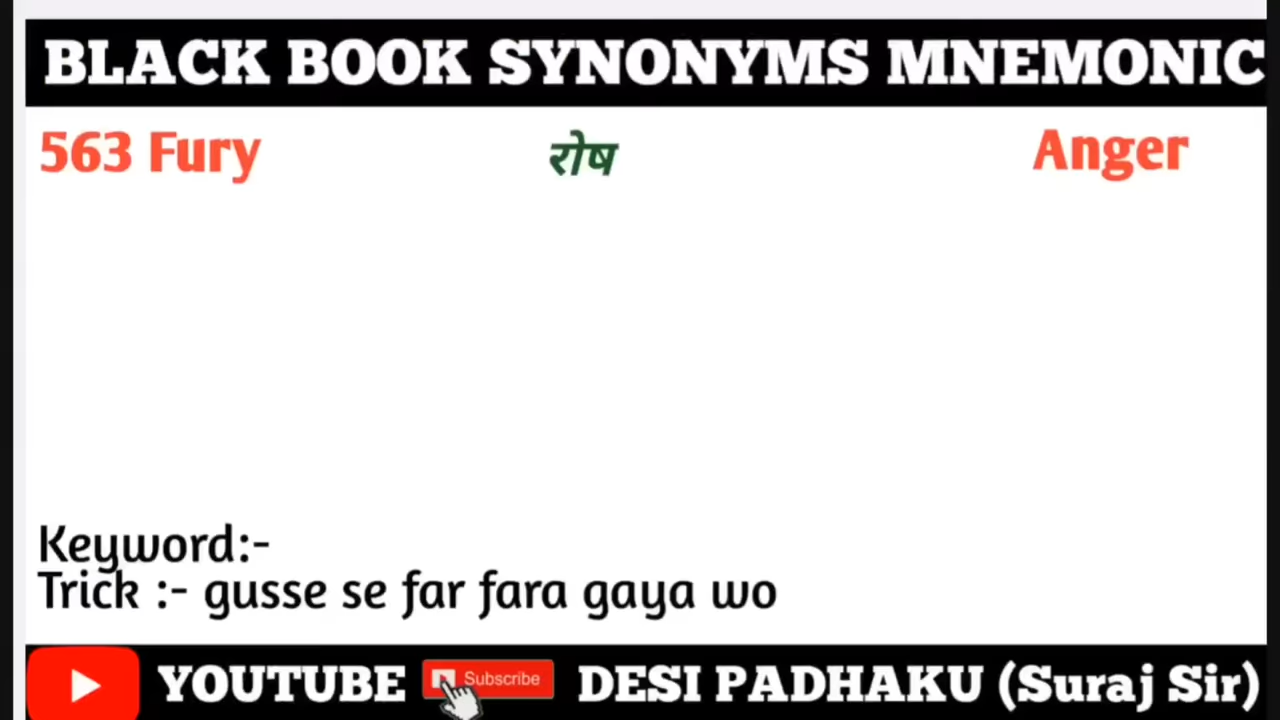 BLACK BOOK SYNONYMS MNEMONIC
563 Fury रोष Anger
Keyword:-
Trick :- gusse se far fara gaya wo
YOUTUBE Subscribe DESI PADHAKU (Suraj Sir)